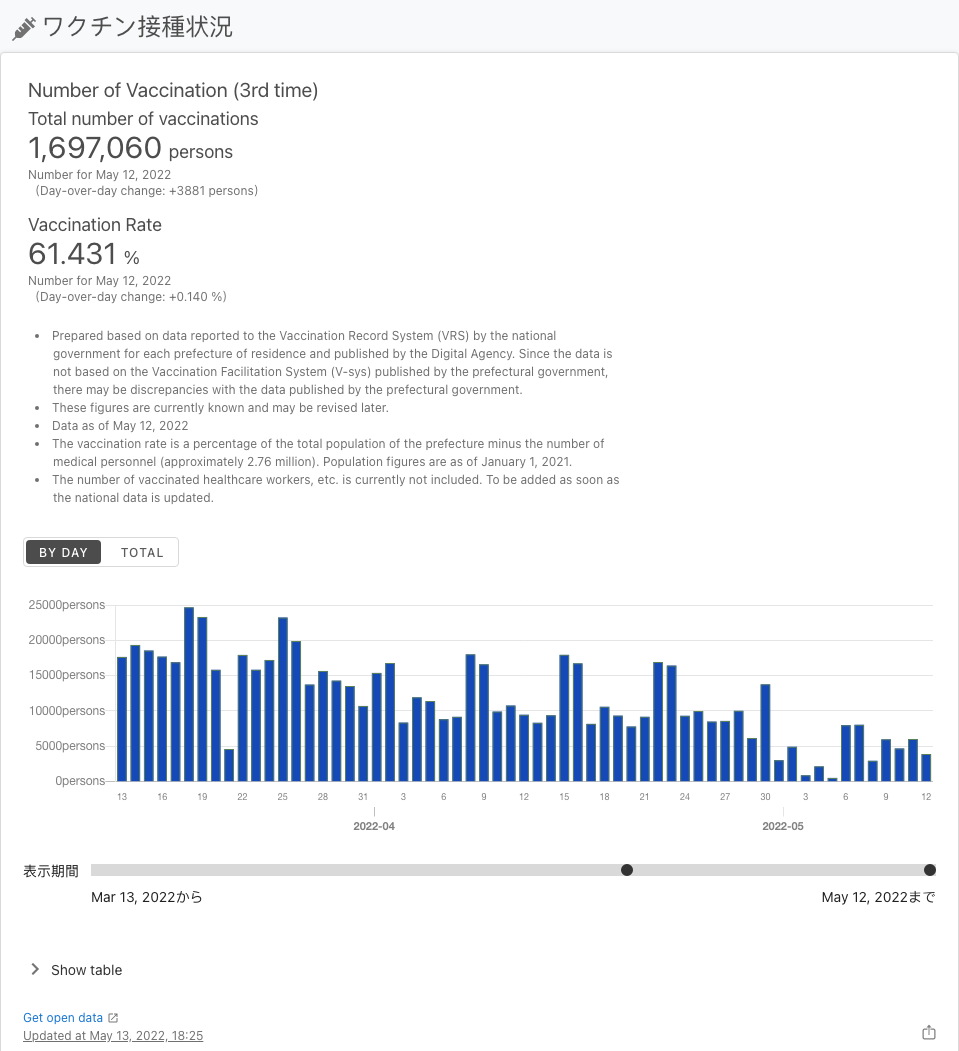 ワクチン接種状況
Number of Vaccination (3rd time)
Total number of vaccinations
1,697,060 persons
Number for May 12, 2022
(Day-over-day change: +3881 persons)
Vaccination Rate
61.431 %
Number for May 12, 2022
(Day-over-day change: +0.140 %)
• Prepared based on data reported to the Vaccination Record System (VRS) by the national
government for each prefecture of residence and published by the Digital Agency. Since the data is
not based on the Vaccination Facilitation System (V-sys) published by the prefectural government,
there may be discrepancies with the data published by the prefectural government.
• These figures are currently known and may be revised later.
• Data as of May 12, 2022
• The vaccination rate is a percentage of the total population of the prefecture minus the number of
medical personnel (approximately 2.76 million). Population figures are as of January 1, 2021.
• The number of vaccinated healthcare workers, etc. is currently not included. To be added as soon as
the national data is updated.
BY DAY TOTAL
25000persons
20000persons
15000persons
10000persons
5000persons
0persons
13 16 19 22 25 28 31 3 6 9 12 15 18 21 24 27 30 3 6 9 12
2022-04 2022-05
表示期間
Mar 13, 2022から May 12, 2022まで
Show table
Get open data
Updated at May 13, 2022, 18:25